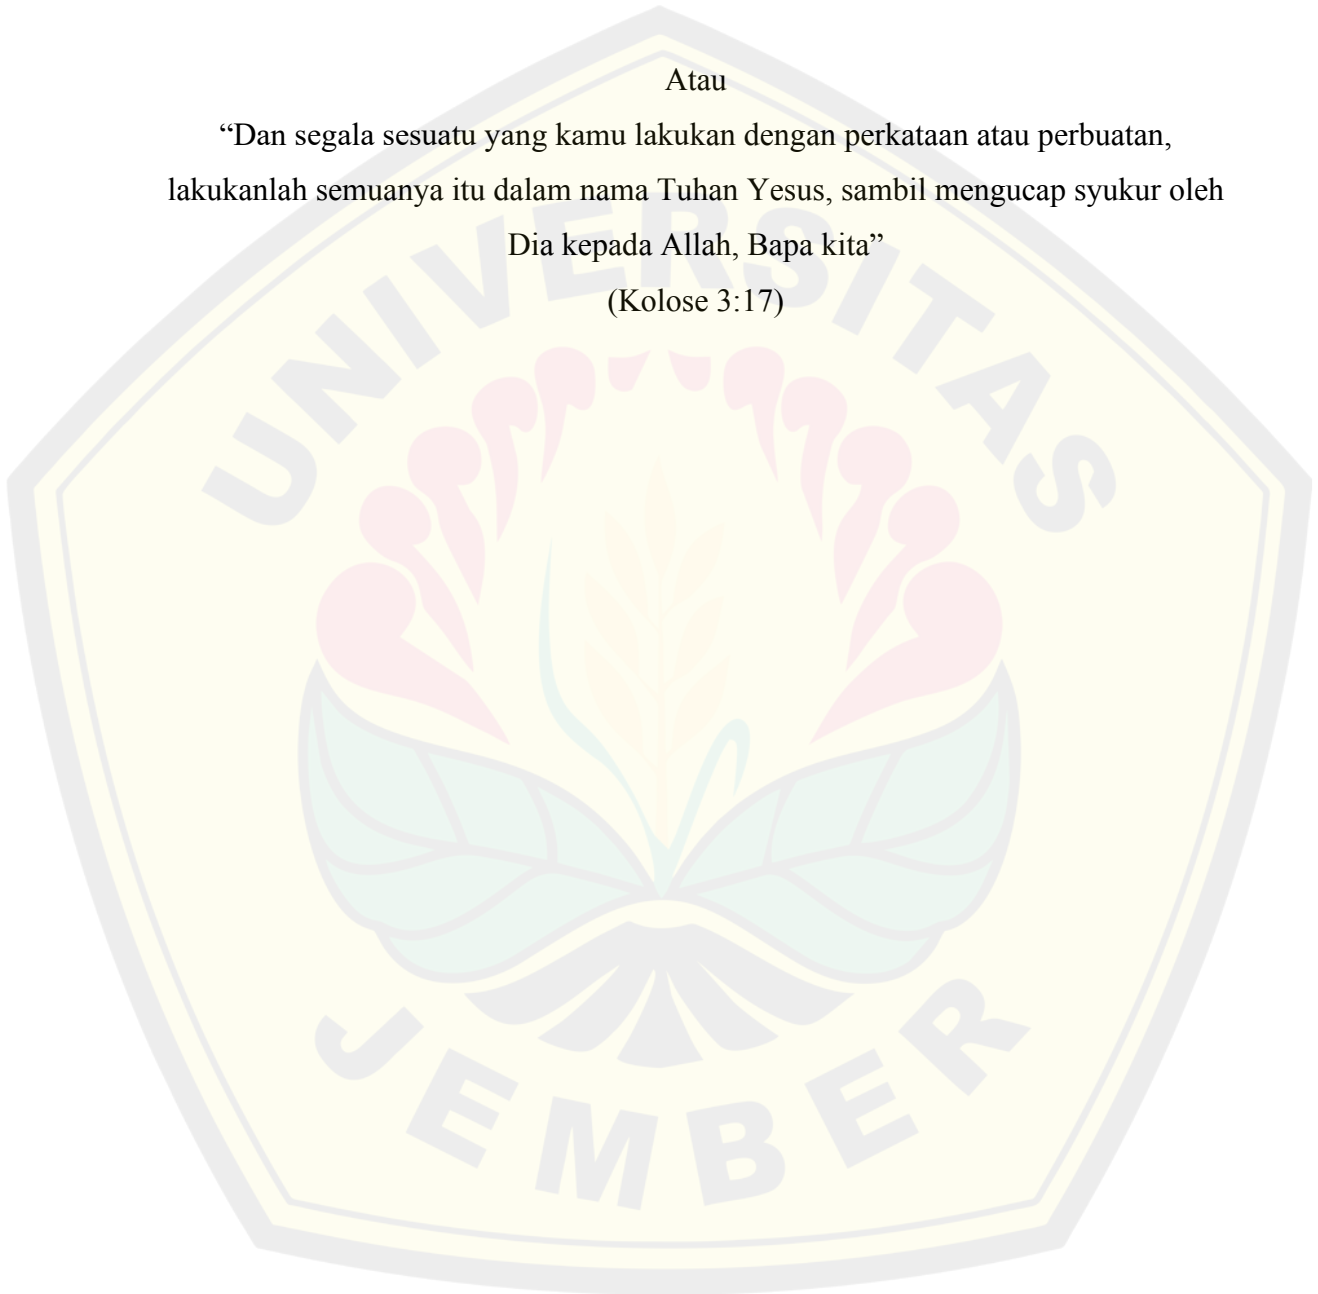 Atau
“Dan segala sesuatu yang kamu lakukan dengan perkataan atau perbuatan,
lakukanlah semuanya itu dalam nama Tuhan Yesus, sambil mengucap syukur oleh
Dia kepada Allah, Bapa kita”
(Kolose 3:17)
UNIVERSITAS
JEMBER